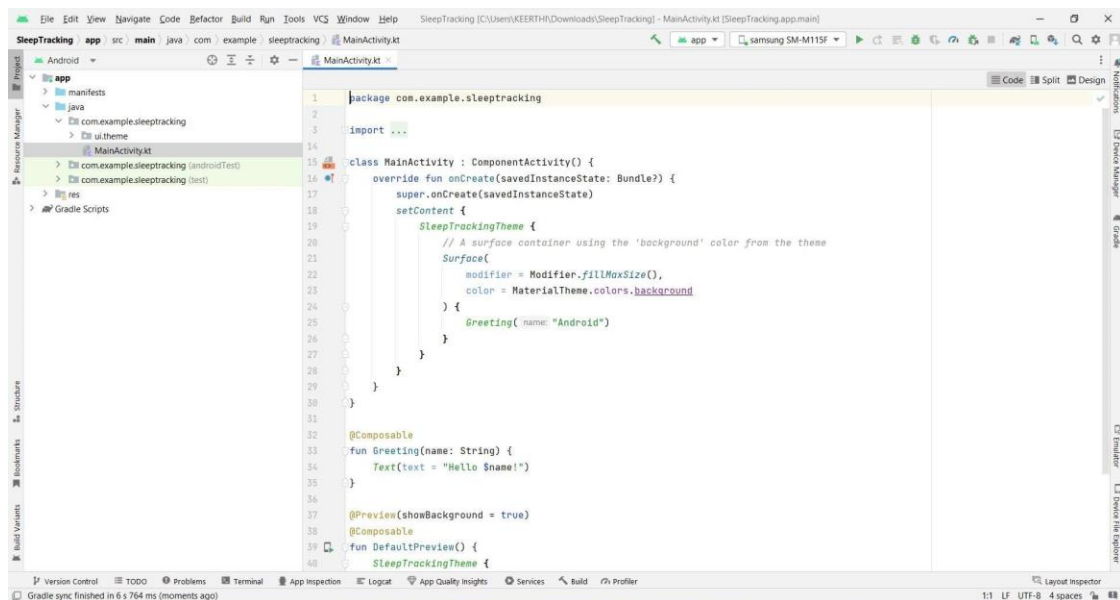 File Edit View Navigate Code Refactor Build Run Tools VCS Window Help SleepTracking [C:\Users\KEERTHI\Downloads\SleepTracking] - MainActivity.kt [SleepTracking.app.main]
SleepTracking app src main java com example sleeptracking MainActivity.kt app samsung SM-M115F
Project
Resource Manager
Structure
Bookmarks
Build Variants
Android
app
manifests
java
com.example.sleeptracking
ui.theme
MainActivity.kt
com.example.sleeptracking (androidTest)
com.example.sleeptracking (test)
res
Gradle Scripts
MainActivity.kt
Code Split Design
1 package com.example.sleeptracking
2
3 import ...
14
15 class MainActivity : ComponentActivity() {
16 override fun onCreate(savedInstanceState: Bundle?) {
17 super.onCreate(savedInstanceState)
18 setContent {
19 SleepTrackingTheme {
20 // A surface container using the 'background' color from the theme
21 Surface(
22 modifier = Modifier.fillMaxSize(),
23 color = MaterialTheme.colors.background
24 ) {
25 Greeting( name: "Android")
26 }
27 }
28 }
29 }
30 }
31
32 @Composable
33 fun Greeting(name: String) {
34 Text(text = "Hello $name!")
35 }
36
37 @Preview(showBackground = true)
38 @Composable
39 fun DefaultPreview() {
40 SleepTrackingTheme {
Notifications
Device Manager
Gradle
Emulator
Device File Explorer
Version Control TODO Problems Terminal App Inspection Logcat App Quality Insights Services Build Profiler Layout Inspector
Gradle sync finished in 6 s 764 ms (moments ago) 1:1 LF UTF-8 4 spaces